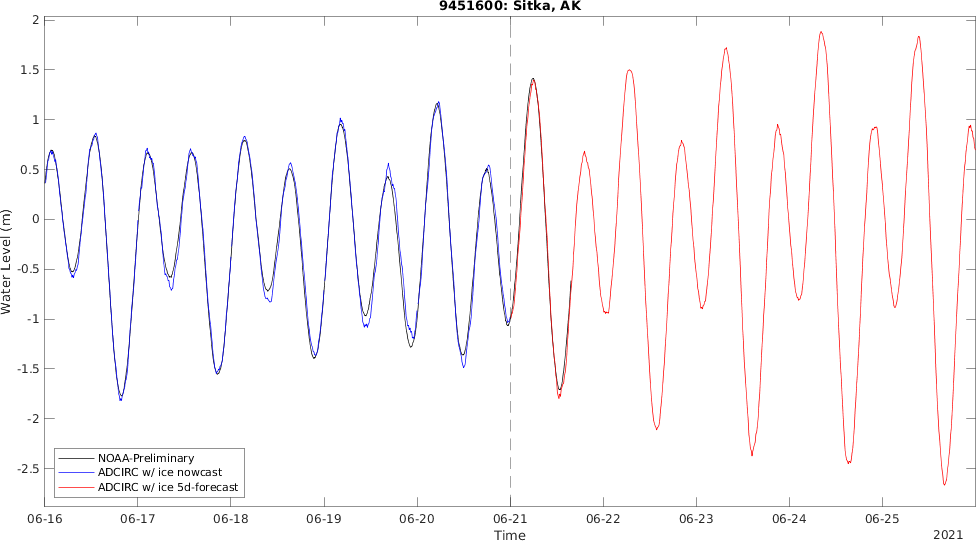 9451600: Sitka, AK
2
1.5
1
0.5
0
-0.5
-1
-1.5
-2
-2.5
Water Level (m)
NOAA-Preliminary
ADCIRC w/ ice nowcast
ADCIRC w/ ice 5d-forecast
06-16 06-17 06-18 06-19 06-20 06-21 06-22 06-23 06-24 06-25
Time
2021